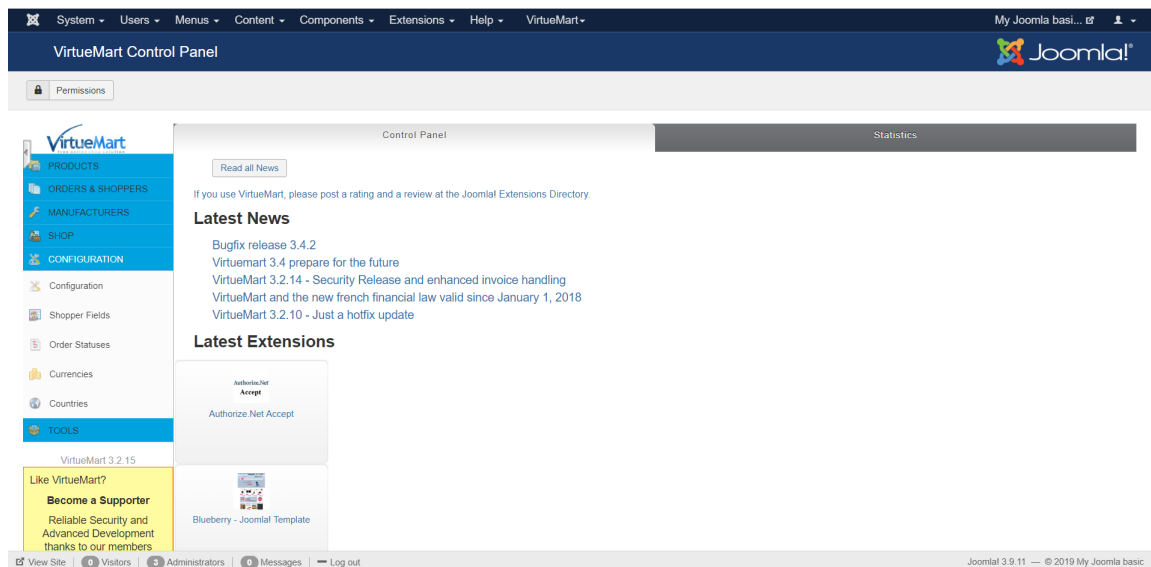 System Users Menus Content Components Extensions Help VirtueMart My Joomla basi...
VirtueMart Control Panel Joomla!®
Permissions
VirtueMart
Control Panel Statistics
PRODUCTS
ORDERS & SHOPPERS
MANUFACTURERS
SHOP
CONFIGURATION
Configuration
Shopper Fields
Order Statuses
Currencies
Countries
TOOLS
VirtueMart 3.2.15
Like VirtueMart?
Become a Supporter
Reliable Security and
Advanced Development
thanks to our members
Read all News
If you use VirtueMart, please post a rating and a review at the Joomla! Extensions Directory.
Latest News
Bugfix release 3.4.2
Virtuemart 3.4 prepare for the future
VirtueMart 3.2.14 - Security Release and enhanced invoice handling
VirtueMart and the new french financial law valid since January 1, 2018
VirtueMart 3.2.10 - Just a hotfix update
Latest Extensions
Authorize.Net
Accept
Authorize.Net Accept
Blueberry - Joomla! Template
View Site 0 Visitors 3 Administrators 0 Messages Log out Joomla! 3.9.11 — © 2019 My Joomla basic